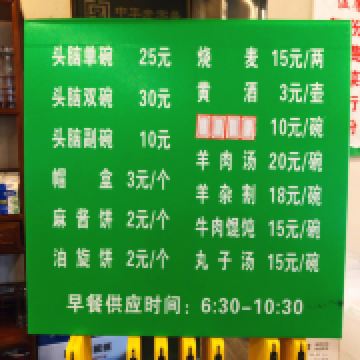 头脑单碗 25元
头脑双碗 30元
头脑副碗 10元
帽盒 3元/个
麻酱饼 2元/个
油旋饼 2元/个
烧麦 15元/两
黄酒 3元/壶
10元/碗
羊肉汤 20元/碗
羊杂割 18元/碗
牛肉馄饨 15元/碗
丸子汤 15元/碗
早餐供应时间：6:30-10:30